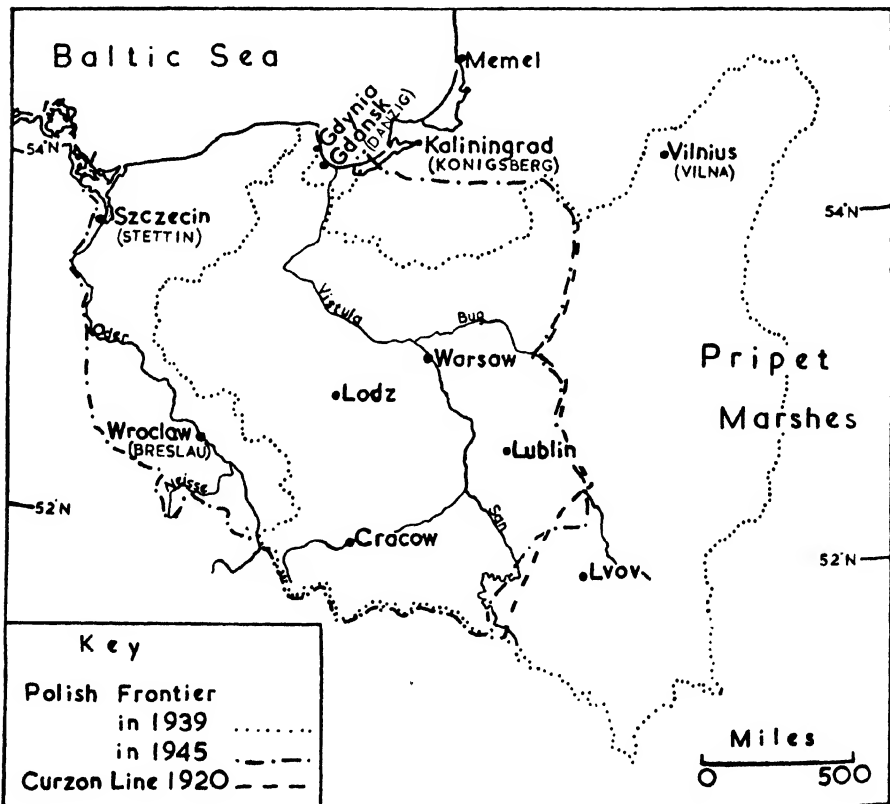 Baltic Sea
Memel
Gdynia
Gdansk
(DANZIG)
Kaliningrad
(KONIGSBERG)
Vilnius
(VILNA)
54°N
54°N
Szczecin
(STETTIN)
Vistula
Bug
Oder
Warsaw
Pripet
Marshes
Lodz
Wroclaw
(BRESLAU)
Lublin
Neisse
52°N
San
Cracow
Lvov
52°N
Key
Polish Frontier
in 1939
in 1945
Curzon Line 1920
Miles
0 500